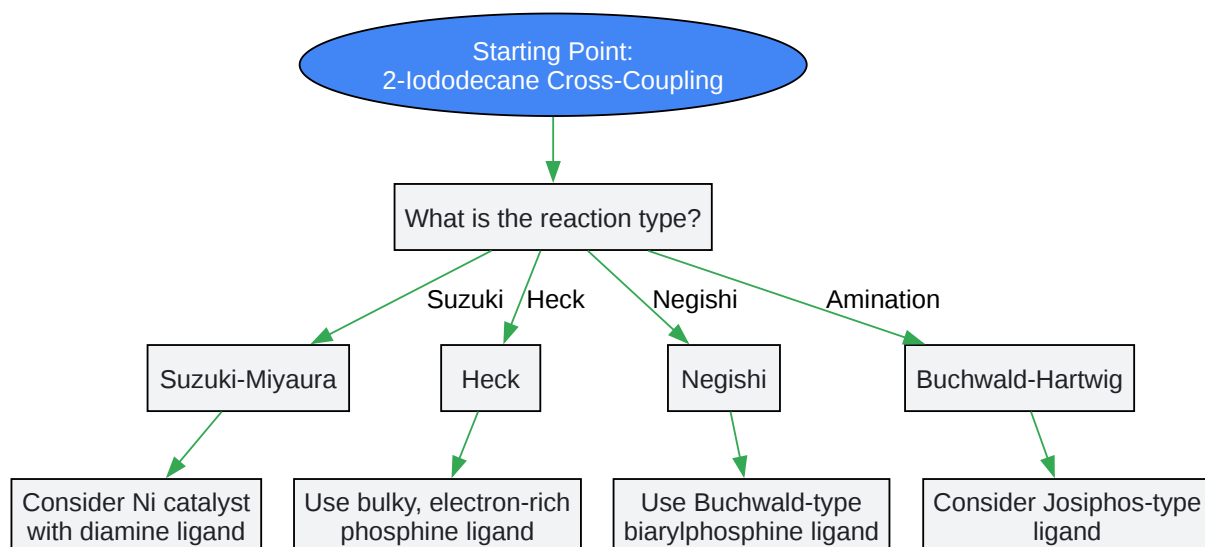 Starting Point:
2-Iododecane Cross-Coupling
What is the reaction type?
Suzuki
Heck
Negishi
Amination
Suzuki-Miyaura
Heck
Negishi
Buchwald-Hartwig
Consider Ni catalyst
with diamine ligand
Use bulky, electron-rich
phosphine ligand
Use Buchwald-type
biarylphosphine ligand
Consider Josiphos-type
ligand